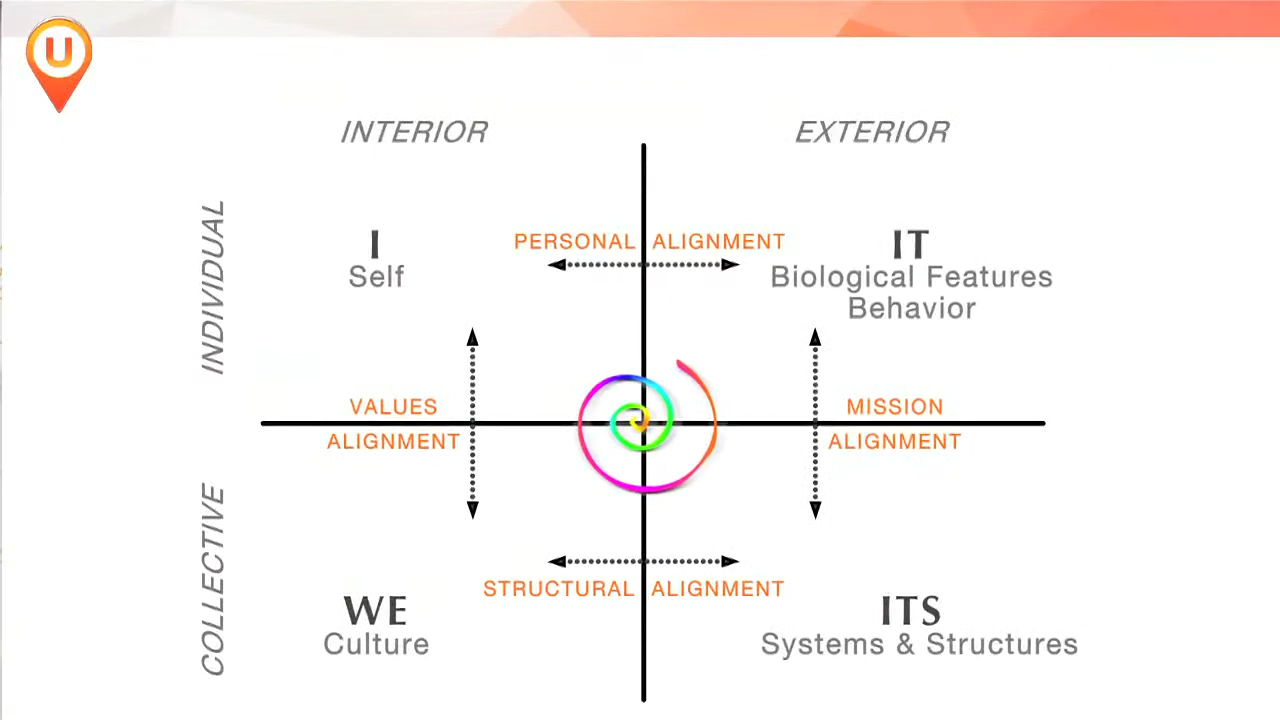 U
INTERIOR
EXTERIOR
INDIVIDUAL
I
Self
PERSONAL ALIGNMENT
IT
Biological Features
Behavior
VALUES
ALIGNMENT
MISSION
ALIGNMENT
COLLECTIVE
WE
Culture
STRUCTURAL ALIGNMENT
ITS
Systems & Structures